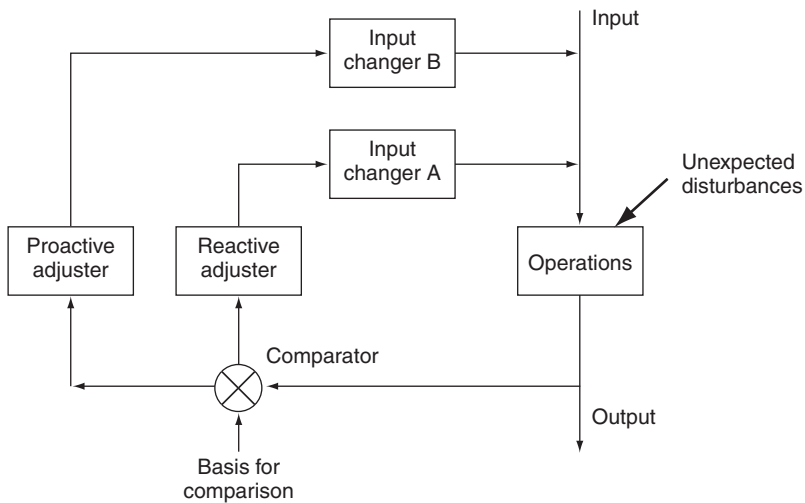 Input
changer B
Input
Input
changer A
Unexpected
disturbances
Proactive
adjuster
Reactive
adjuster
Operations
Comparator
Output
Basis for
comparison